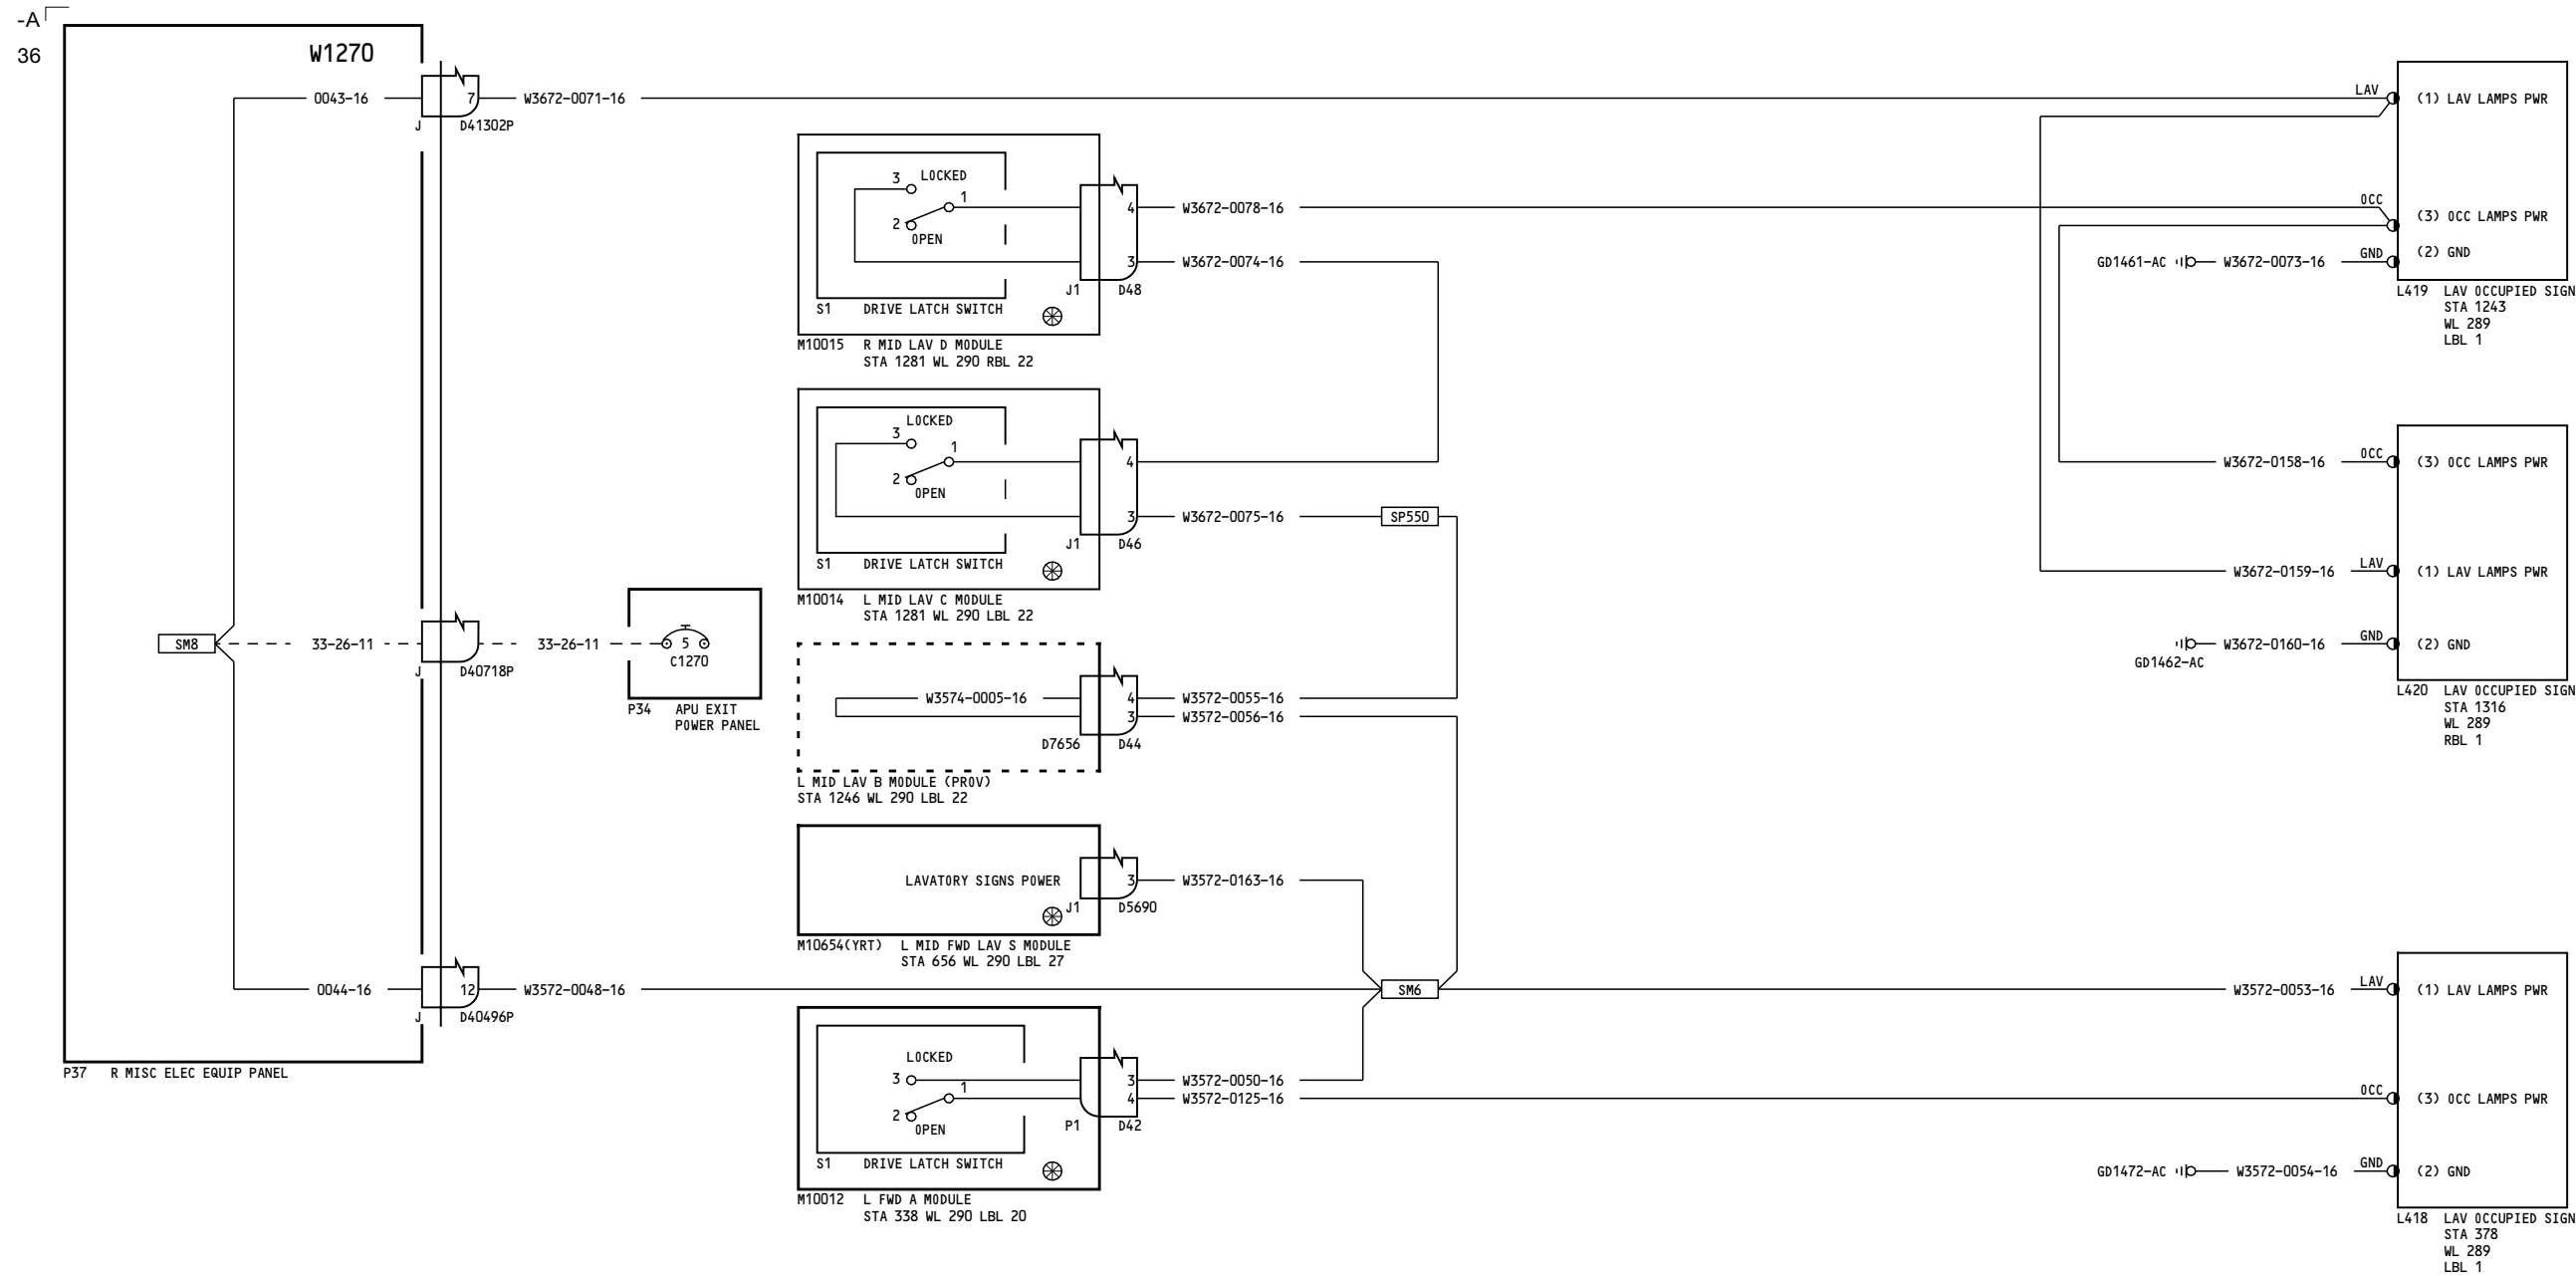 -A
36
W1270
0043-16
7
W3672-0071-16
J
D41302P
SM8
33-26-11
J
D40718P
33-26-11
5
C1270
P34 APU EXIT
POWER PANEL
0044-16
12
W3572-0048-16
J
D40496P
P37 R MISC ELEC EQUIP PANEL
3 LOCKED
1
2
OPEN
S1 DRIVE LATCH SWITCH
4
W3672-0078-16
3
W3672-0074-16
J1
D48
M10015 R MID LAV D MODULE
STA 1281 WL 290 RBL 22
LOCKED
3
1
2
OPEN
S1 DRIVE LATCH SWITCH
4
3
W3672-0075-16
SP550
J1
D46
M10014 L MID LAV C MODULE
STA 1281 WL 290 LBL 22
W3574-0005-16
4
W3572-0055-16
3
W3572-0056-16
D7656
D44
L MID LAV B MODULE (PROV)
STA 1246 WL 290 LBL 22
LAVATORY SIGNS POWER
3
W3572-0163-16
J1
D5690
M10654(YRT) L MID FWD LAV S MODULE
STA 656 WL 290 LBL 27
SM6
LOCKED
3
1
2
OPEN
S1 DRIVE LATCH SWITCH
3
W3572-0050-16
4
W3572-0125-16
P1
D42
M10012 L FWD A MODULE
STA 338 WL 290 LBL 20
LAV
(1) LAV LAMPS PWR
OCC
(3) OCC LAMPS PWR
GD1461-AC
W3672-0073-16
GND
(2) GND
L419 LAV OCCUPIED SIGN
STA 1243
WL 289
LBL 1
W3672-0158-16
OCC
(3) OCC LAMPS PWR
W3672-0159-16
LAV
(1) LAV LAMPS PWR
GD1462-AC
W3672-0160-16
GND
(2) GND
L420 LAV OCCUPIED SIGN
STA 1316
WL 289
RBL 1
W3572-0053-16
LAV
(1) LAV LAMPS PWR
OCC
(3) OCC LAMPS PWR
GD1472-AC
W3572-0054-16
GND
(2) GND
L418 LAV OCCUPIED SIGN
STA 378
WL 289
LBL 1